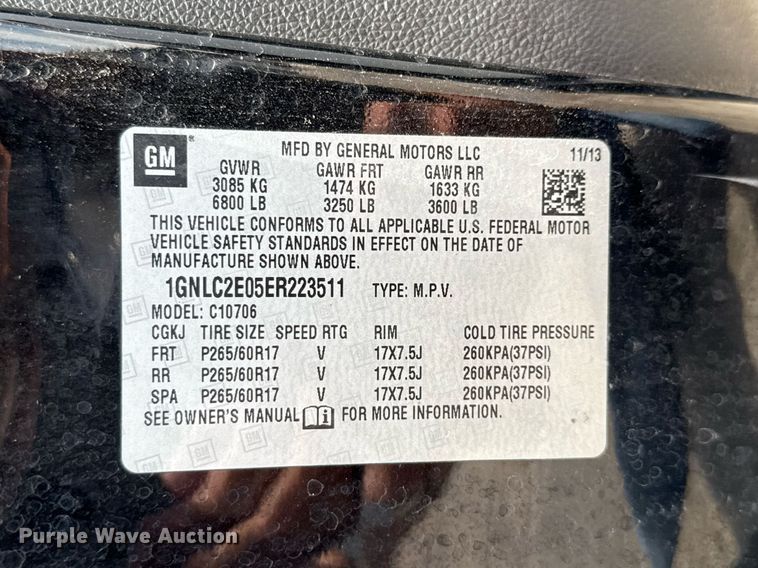 GM ® MFD BY GENERAL MOTORS LLC 11/13
GVWR GAWR FRT GAWR RR
3085 KG 1474 KG 1633 KG
6800 LB 3250 LB 3600 LB
THIS VEHICLE CONFORMS TO ALL APPLICABLE U.S. FEDERAL MOTOR
VEHICLE SAFETY STANDARDS IN EFFECT ON THE DATE OF
MANUFACTURE SHOWN ABOVE.
1GNLC2E05ER223511 TYPE: M.P.V.
MODEL: C10706
CGKJ TIRE SIZE SPEED RTG RIM COLD TIRE PRESSURE
FRT P265/60R17 V 17X7.5J 260KPA(37PSI)
RR P265/60R17 V 17X7.5J 260KPA(37PSI)
SPA P265/60R17 V 17X7.5J 260KPA(37PSI)
SEE OWNER'S MANUAL i FOR MORE INFORMATION.
Purple Wave Auction